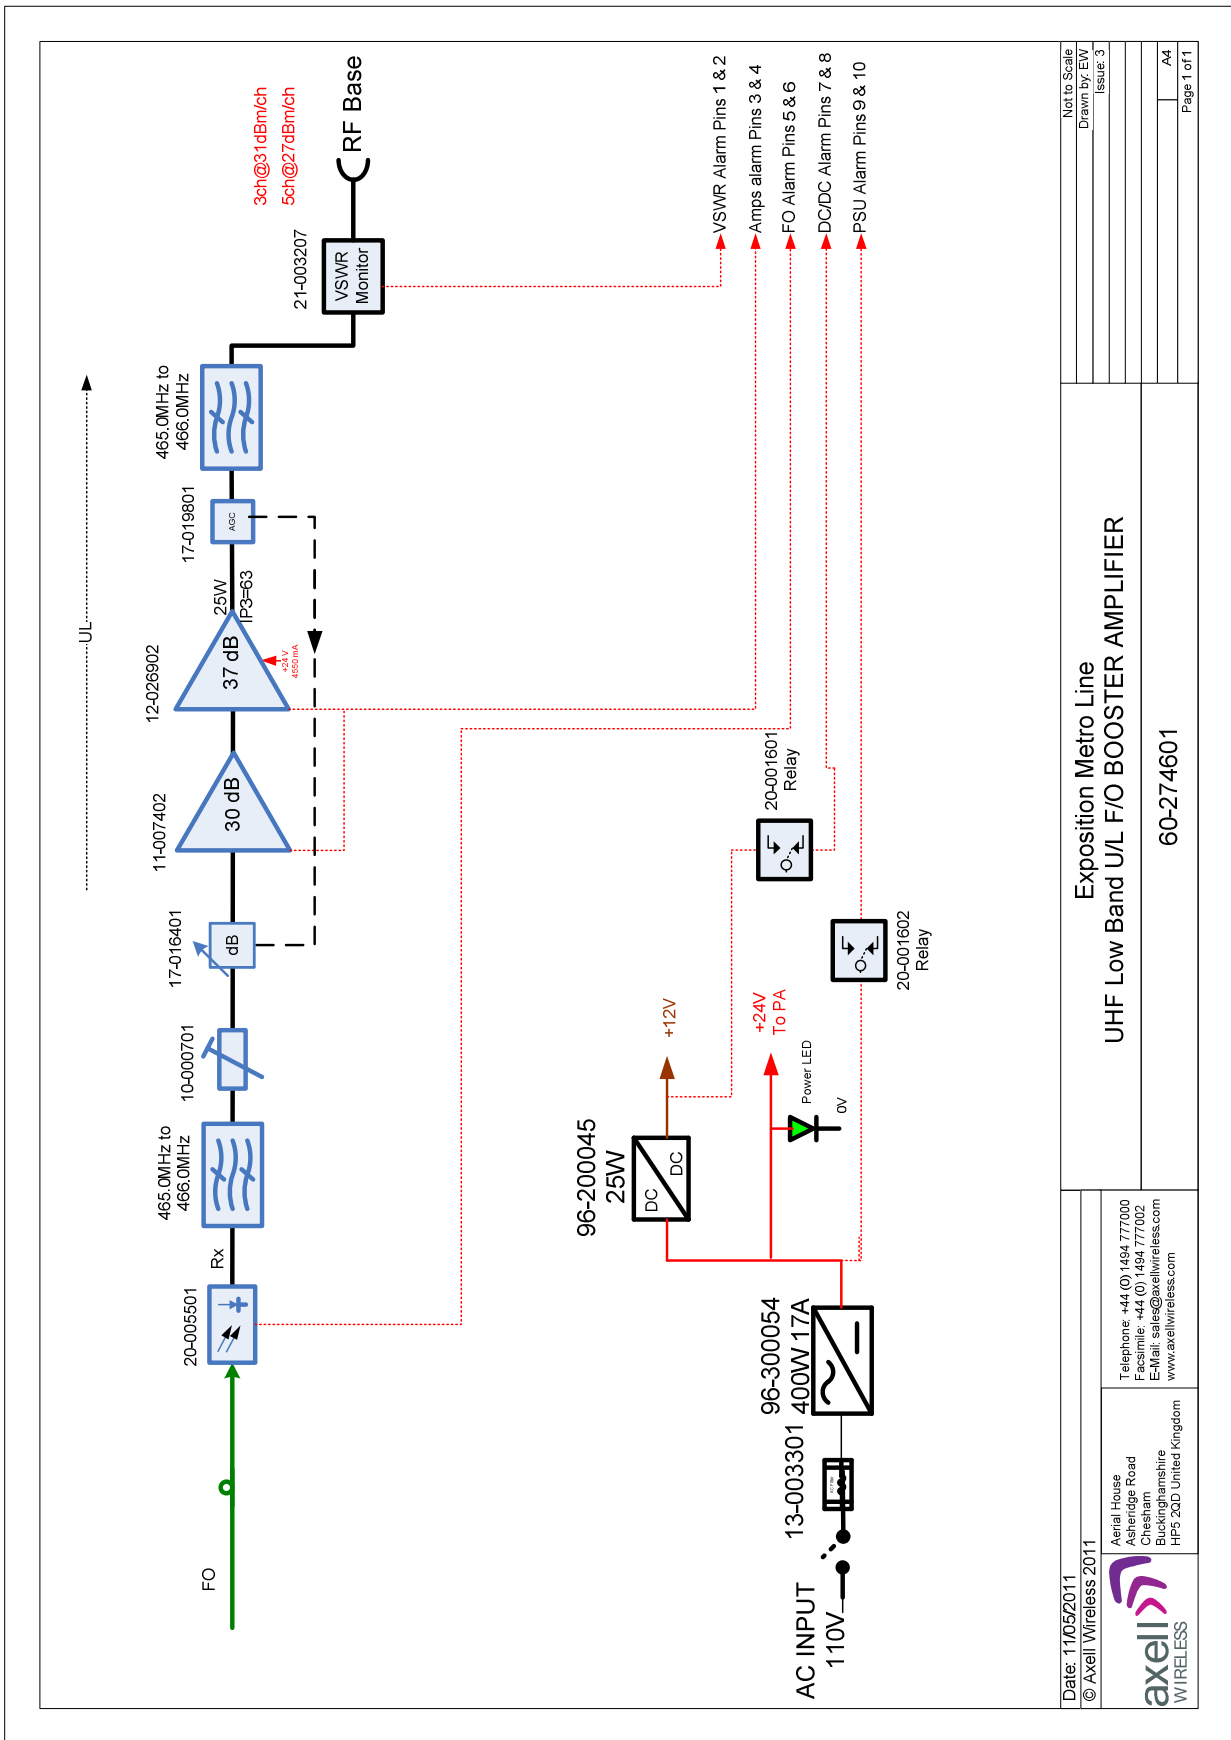 UL
3ch@31dBm/ch
5ch@27dBm/ch
RF Base
21-003207
VSWR
Monitor
465.0MHz to
466.0MHz
17-019801
AGC
25W
IP3=63
12-026902
37 dB
+24V
4550mA
11-007402
30 dB
17-016401
dB
10-000701
465.0MHz to
466.0MHz
Rx
20-005501
FO
VSWR Alarm Pins 1 & 2
Amps alarm Pins 3 & 4
FO Alarm Pins 5 & 6
DC/DC Alarm Pins 7 & 8
PSU Alarm Pins 9 & 10
20-001601
Relay
20-001602
Relay
+12V
+24V
To PA
Power LED
0V
96-200045
25W
DC
DC
96-300054
400W 17A
13-003301
AC INPUT
110V
Date: 11/05/2011
© Axell Wireless 2011
axell
WIRELESS
Aerial House
Asheridge Road
Chesham
Buckinghamshire
HP5 2QD United Kingdom
Telephone: +44 (0) 1494 777000
Facsimile: +44 (0) 1494 777002
E-Mail: sales@axellwireless.com
www.axellwireless.com
Exposition Metro Line
UHF Low Band U/L F/O BOOSTER AMPLIFIER
60-274601
Not to Scale
Drawn by: EW
Issue: 3
A4
Page 1 of 1